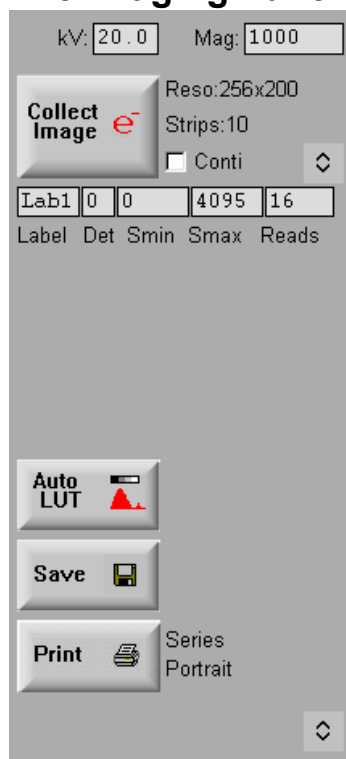 kV: 20.0 Mag: 1000
Collect Image e- Reso:256x200
Strips:10
Conti
Lab1 0 0 4095 16
Label Det Smin Smax Reads
Auto LUT
Save
Print Series
Portrait